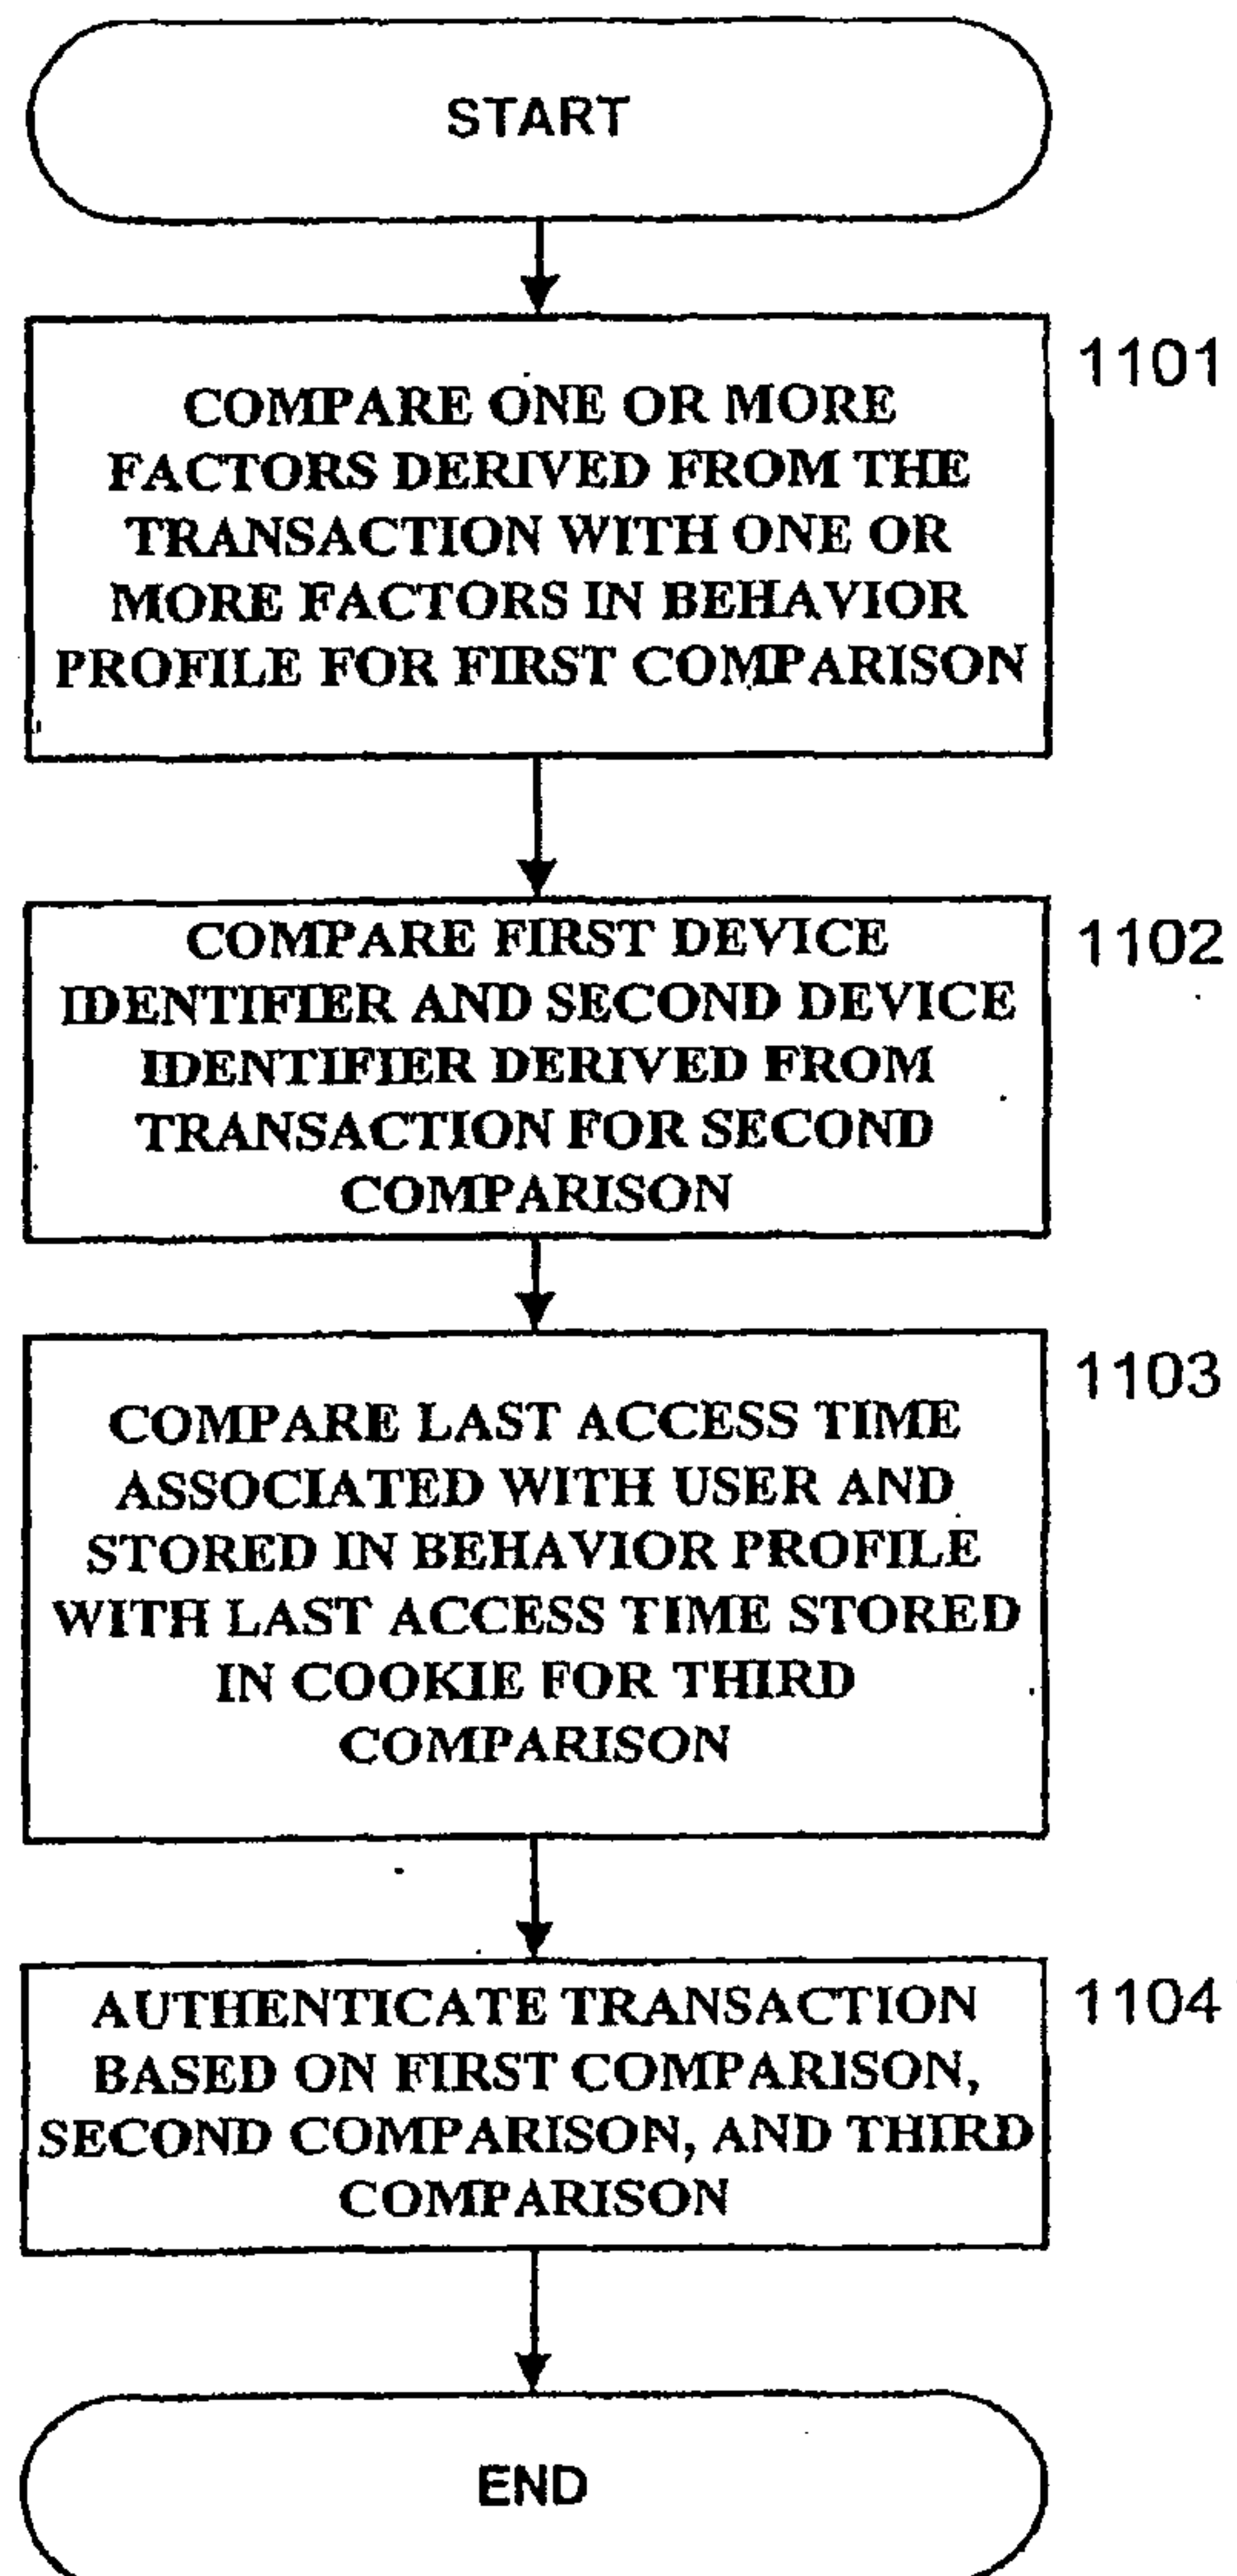 START
1101
COMPARE ONE OR MORE
FACTORS DERIVED FROM THE
TRANSACTION WITH ONE OR
MORE FACTORS IN BEHAVIOR
PROFILE FOR FIRST COMPARISON
1102
COMPARE FIRST DEVICE
IDENTIFIER AND SECOND DEVICE
IDENTIFIER DERIVED FROM
TRANSACTION FOR SECOND
COMPARISON
1103
COMPARE LAST ACCESS TIME
ASSOCIATED WITH USER AND
STORED IN BEHAVIOR PROFILE
WITH LAST ACCESS TIME STORED
IN COOKIE FOR THIRD
COMPARISON
1104
AUTHENTICATE TRANSACTION
BASED ON FIRST COMPARISON,
SECOND COMPARISON, AND THIRD
COMPARISON
END